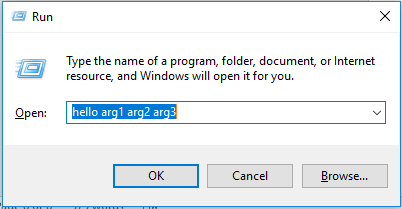 Run
Type the name of a program, folder, document, or Internet
resource, and Windows will open it for you.
Open: hello arg1 arg2 arg3
OK Cancel Browse...